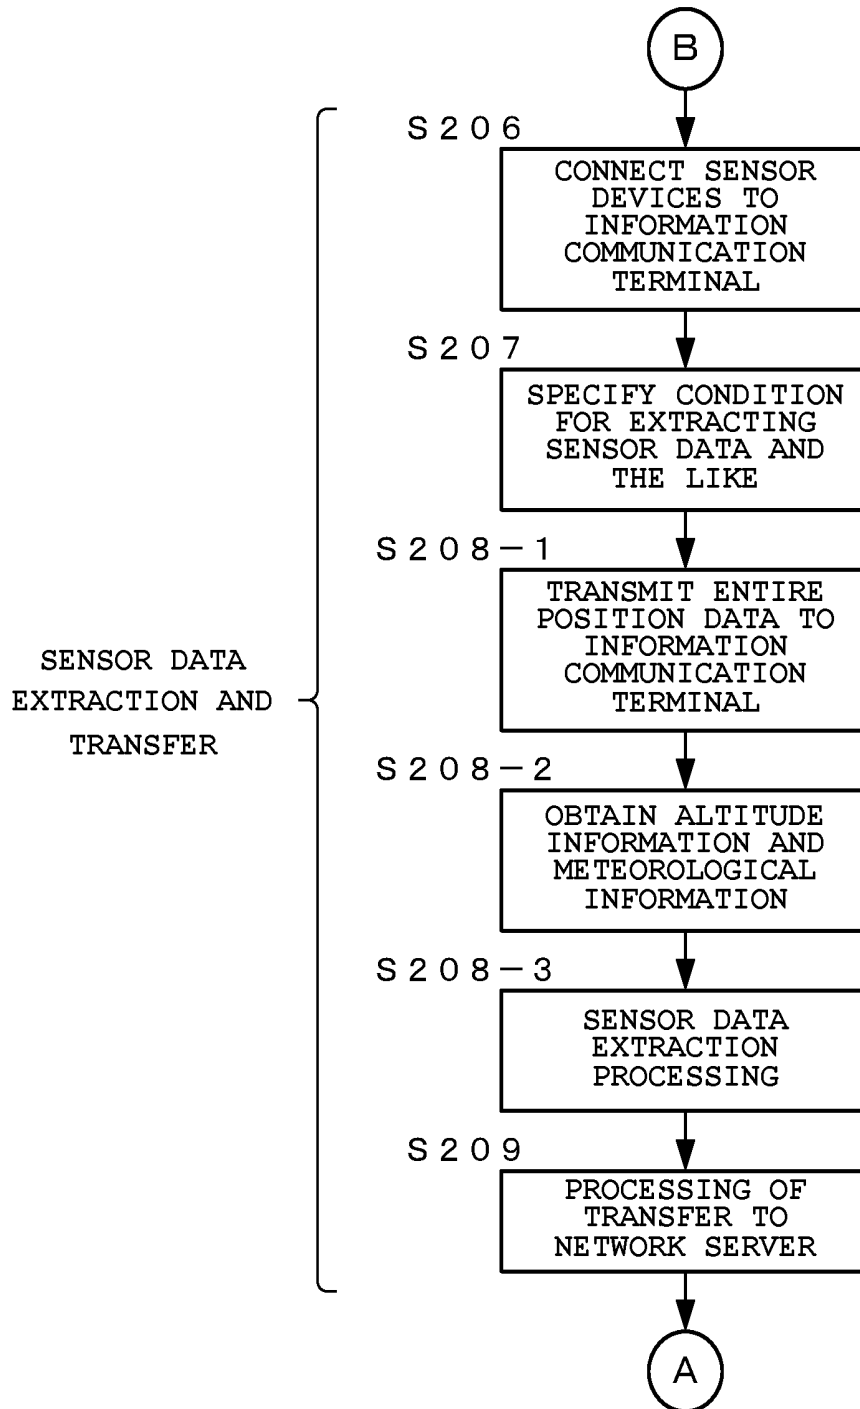 B
S206
CONNECT SENSOR
DEVICES TO
INFORMATION
COMMUNICATION
TERMINAL
S207
SPECIFY CONDITION
FOR EXTRACTING
SENSOR DATA AND
THE LIKE
S208-1
TRANSMIT ENTIRE
POSITION DATA TO
INFORMATION
COMMUNICATION
TERMINAL
SENSOR DATA
EXTRACTION AND
TRANSFER
S208-2
OBTAIN ALTITUDE
INFORMATION AND
METEOROLOGICAL
INFORMATION
S208-3
SENSOR DATA
EXTRACTION
PROCESSING
S209
PROCESSING OF
TRANSFER TO
NETWORK SERVER
A